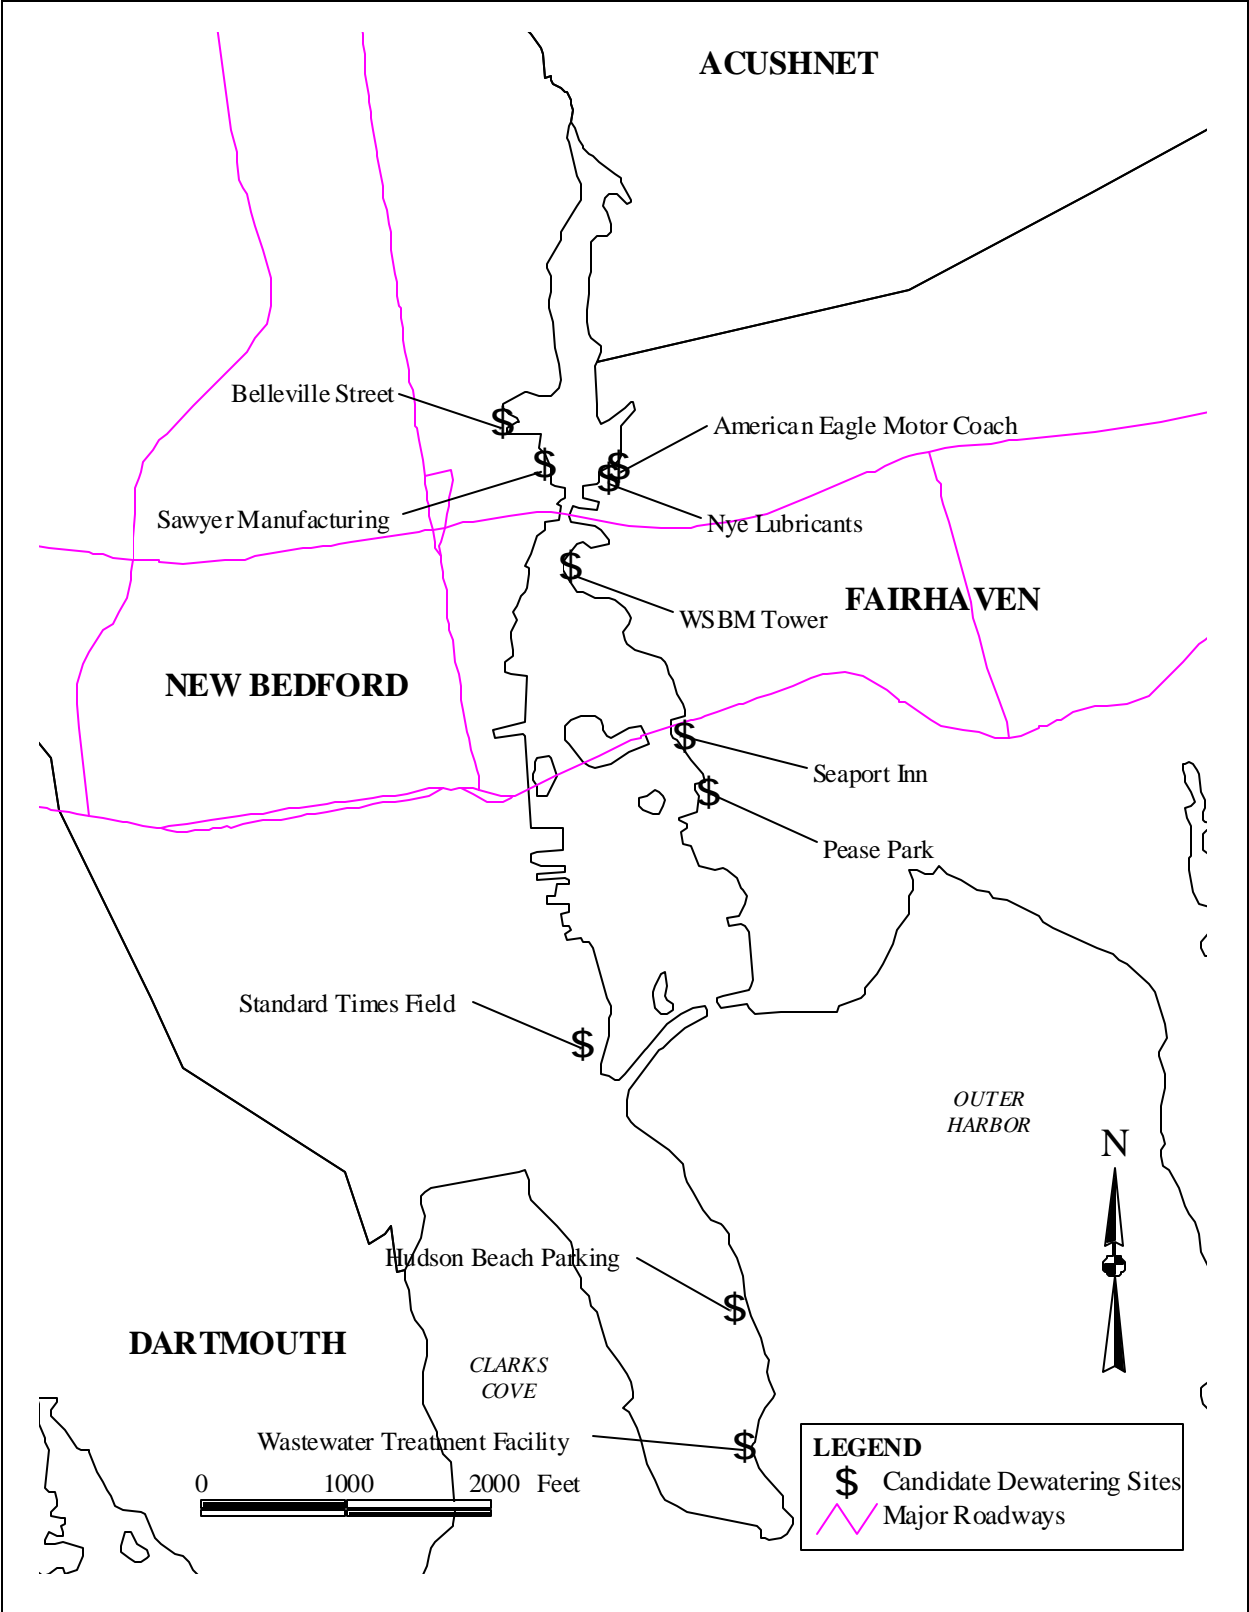 ACUSHNET
Belleville Street
American Eagle Motor Coach
Sawyer Manufacturing
Nye Lubricants
FAIRHAVEN
WSBM Tower
NEW BEDFORD
Seaport Inn
Pease Park
Standard Times Field
OUTER
HARBOR
N
Hudson Beach Parking
DARTMOUTH
CLARKS
COVE
Wastewater Treatment Facility
0 1000 2000 Feet
LEGEND
$ Candidate Dewatering Sites
Major Roadways